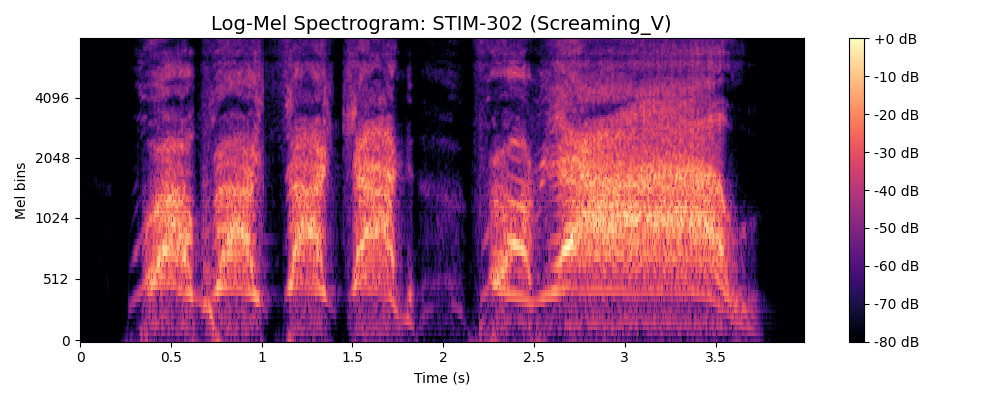 Log-Mel Spectrogram: STIM-302 (Screaming_V)
Mel bins
4096
2048
1024
512
0
0 0.5 1 1.5 2 2.5 3 3.5
Time (s)
+0 dB
-10 dB
-20 dB
-30 dB
-40 dB
-50 dB
-60 dB
-70 dB
-80 dB